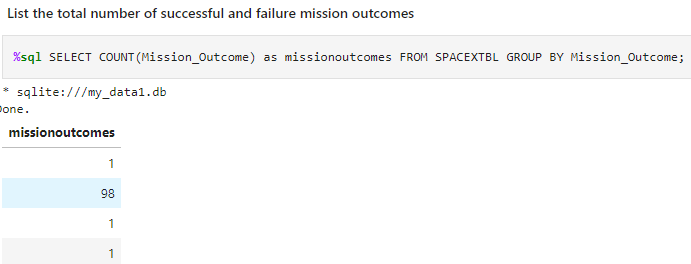 List the total number of successful and failure mission outcomes
%sql SELECT COUNT(Mission_Outcome) as missionoutcomes FROM SPACEXTBL GROUP BY Mission_Outcome;
* sqlite:///my_data1.db
Done.
missionoutcomes
1
98
1
1